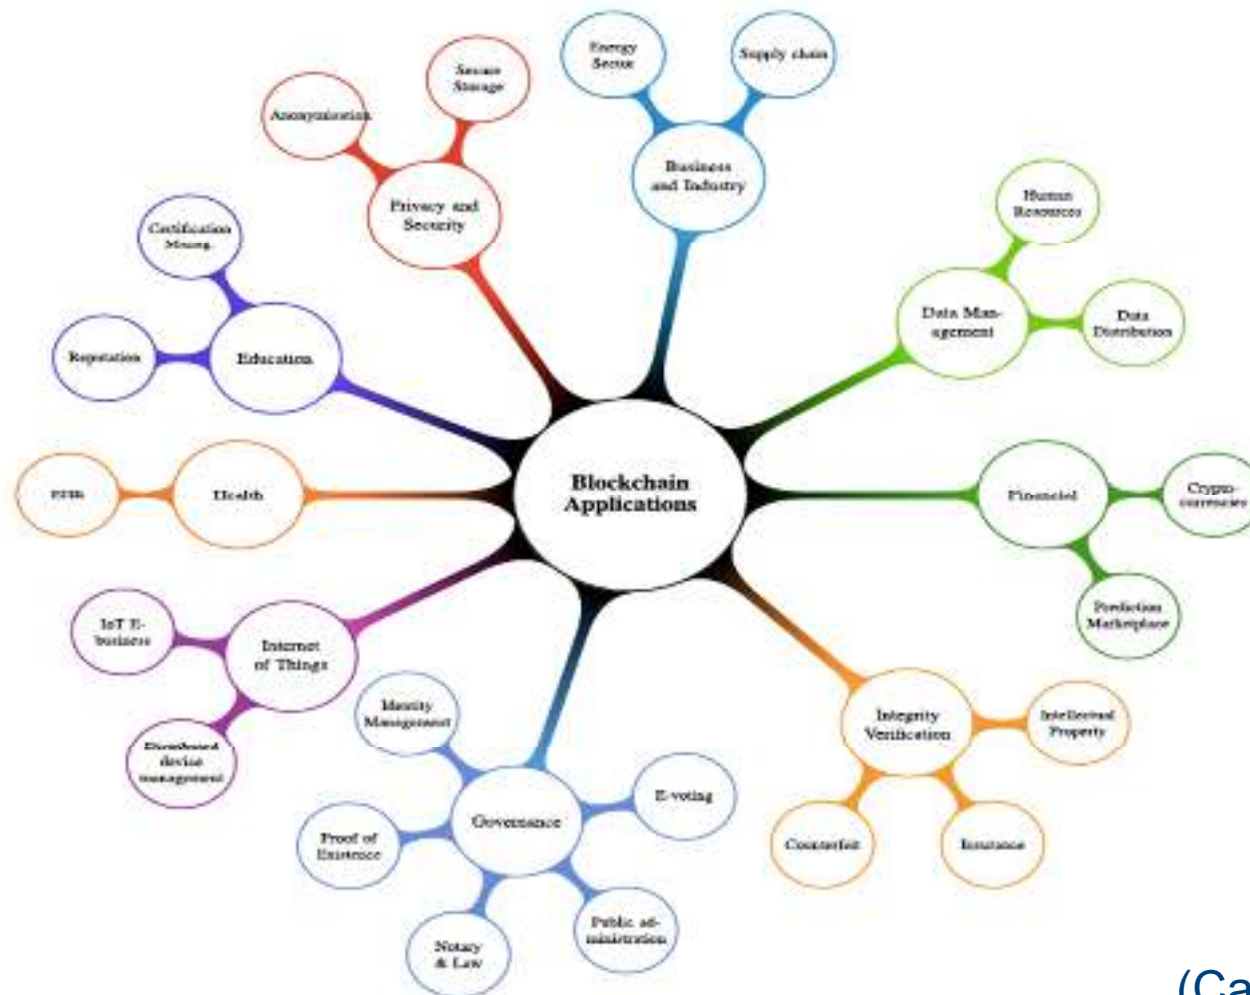 Energy
Sector
Supply chain
Secure
Storage
Anonymization
Business
and Industry
Privacy and
Security
Human
Resources
Certification
Data Man-
agement
Data
Distribution
Reputation
Education
Blockchain
Applications
Health
Financial
Crypto-
currencies
Prediction
Marketplace
IoT E-
business
Internet
of Things
Distributed
device
management
Identity
Management
Integrity
Verification
Intellectual
Property
Governance
E-voting
Proof of
Existence
Counterfeit
Insurance
Public ad-
ministration
Notary
& Law
(Ca